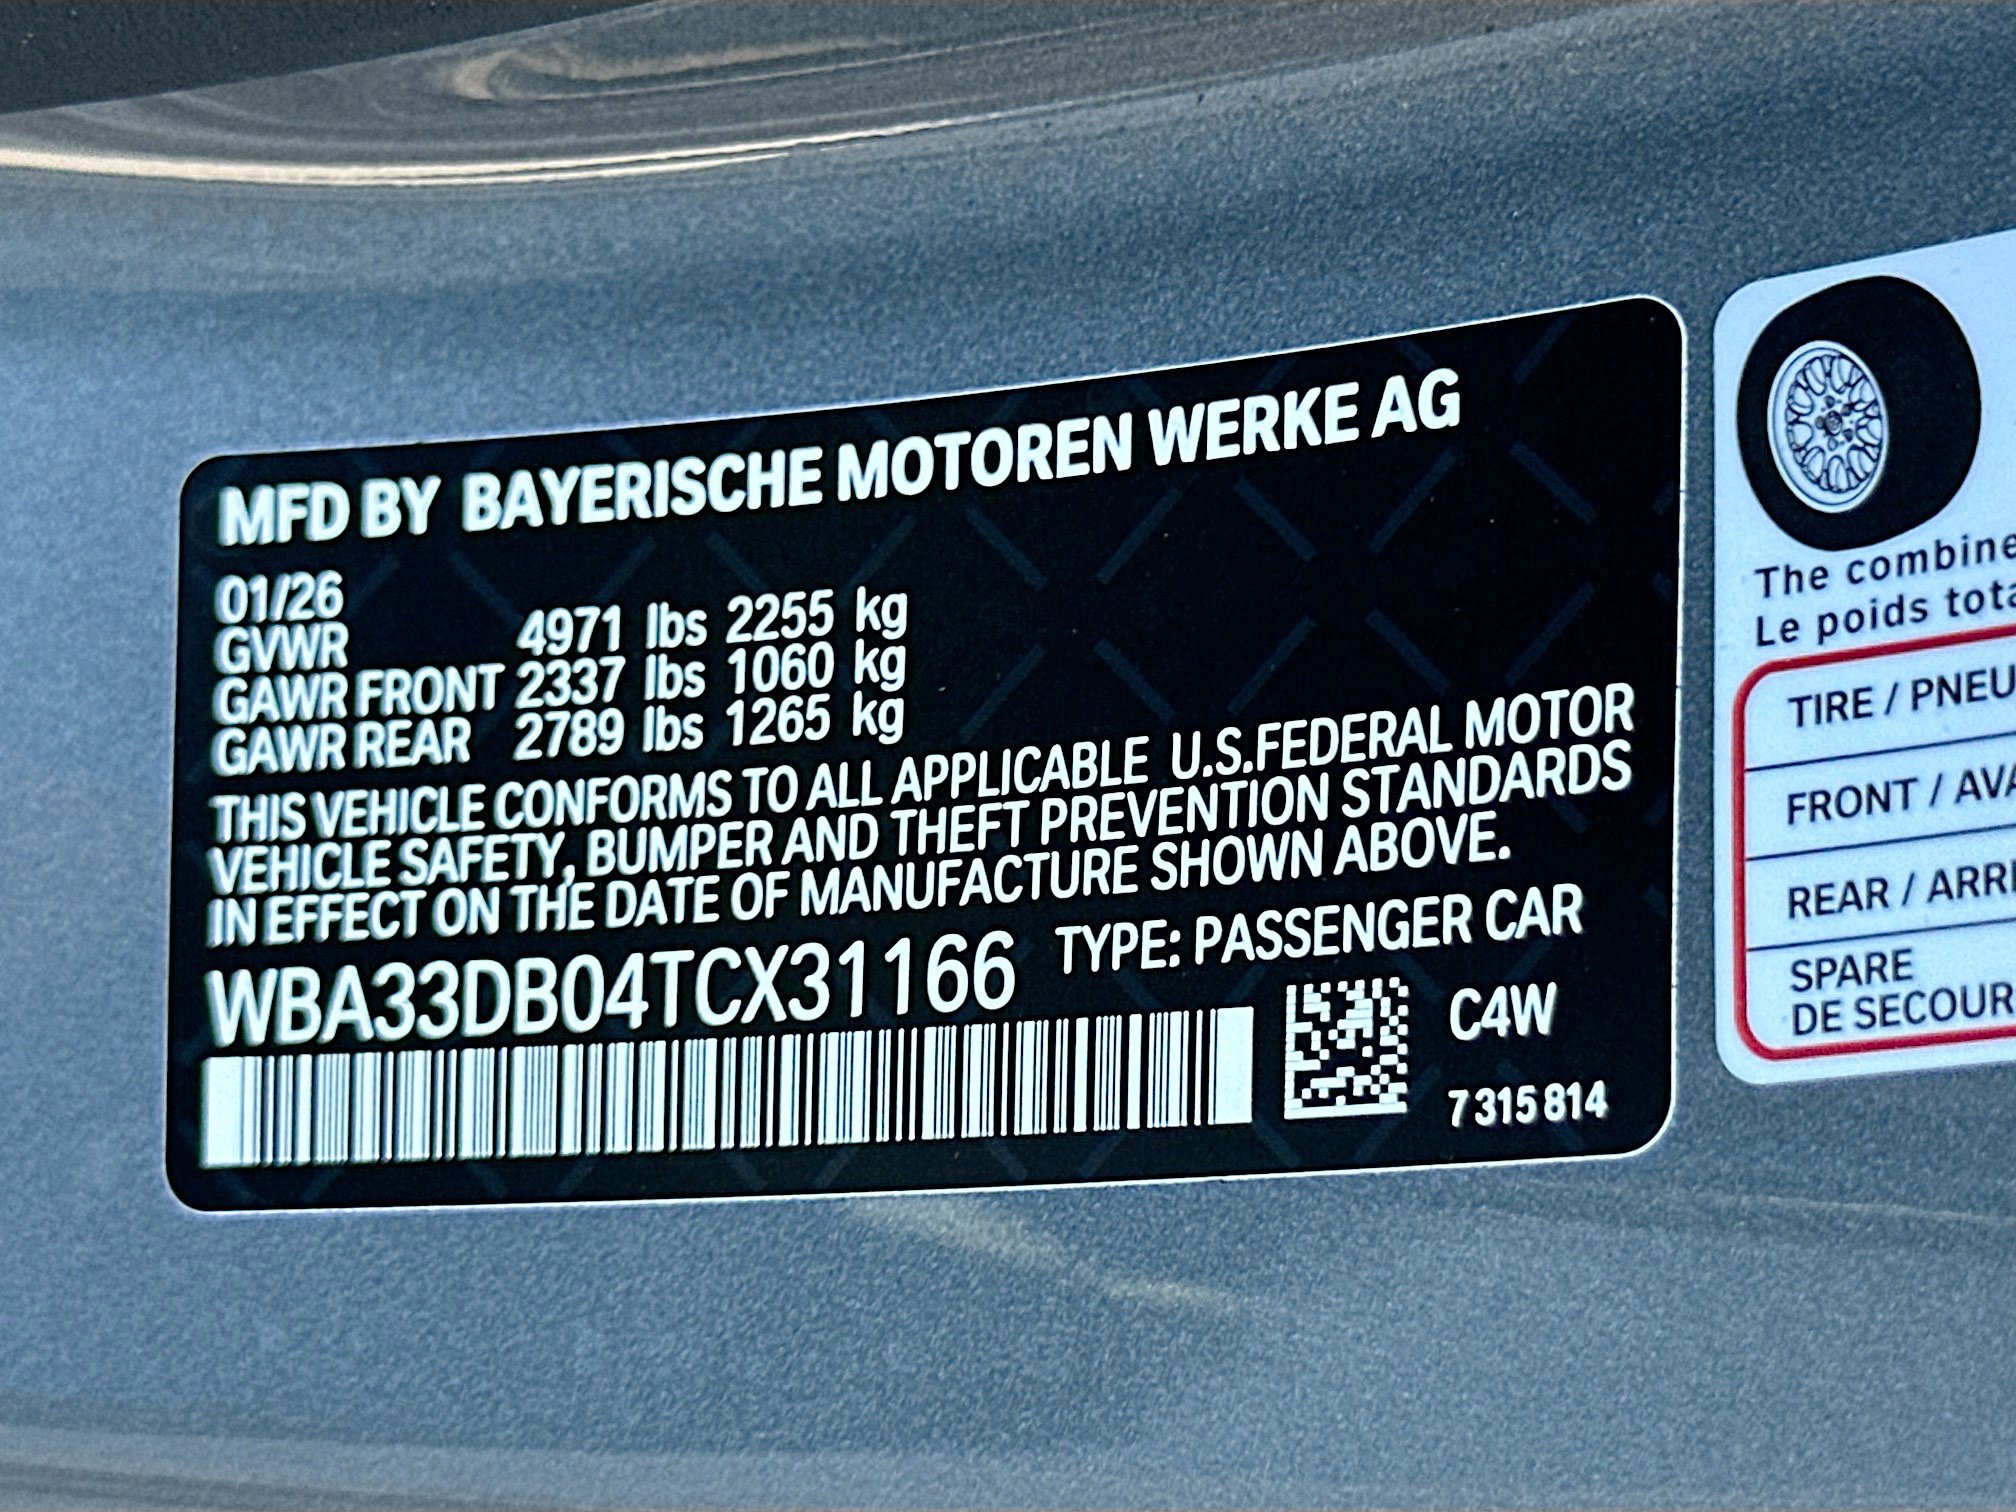 MFD BY BAYERISCHE MOTOREN WERKE AG
01/26
GVWR 4971 lbs 2255 kg
GAWR FRONT 2337 lbs 1060 kg
GAWR REAR 2789 lbs 1265 kg
THIS VEHICLE CONFORMS TO ALL APPLICABLE U.S.FEDERAL MOTOR
VEHICLE SAFETY, BUMPER AND THEFT PREVENTION STANDARDS
IN EFFECT ON THE DATE OF MANUFACTURE SHOWN ABOVE.
WBA33DB04TCX31166 TYPE: PASSENGER CAR
C4W
7 315 814
The combine
Le poids tota
TIRE / PNEU
FRONT / AVA
REAR / ARRI
SPARE
DE SECOUR